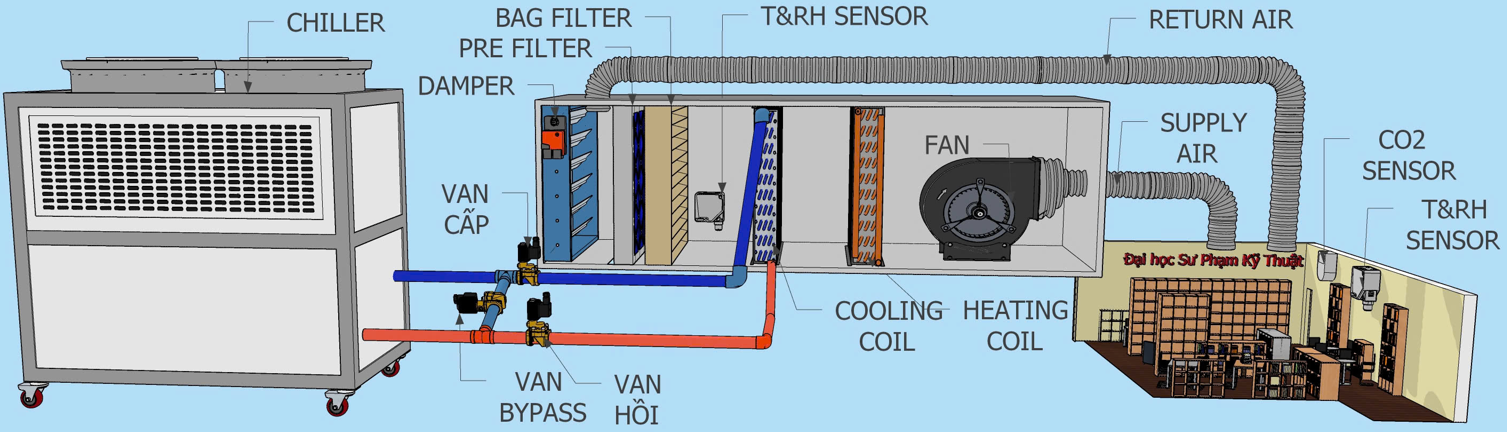 CHILLER
BAG FILTER
PRE FILTER
DAMPER
T&RH SENSOR
RETURN AIR
SUPPLY
AIR
CO2
SENSOR
T&RH
SENSOR
FAN
VAN
CẤP
Đại học Sư Phạm Kỹ Thuật
COOLING
COIL
HEATING
COIL
VAN
BYPASS
VAN
HỒI